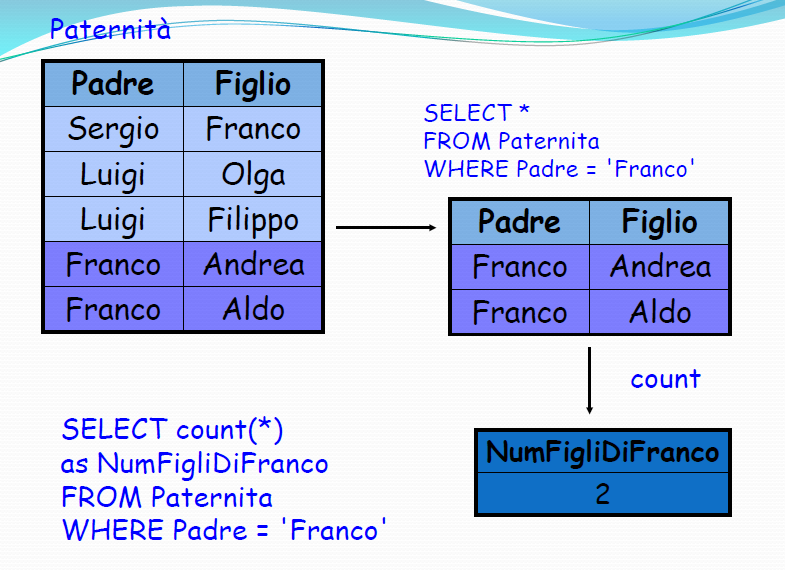 Paternità
Padre Figlio
Sergio Franco
Luigi Olga
Luigi Filippo
Franco Andrea
Franco Aldo
SELECT *
FROM Paternita
WHERE Padre = 'Franco'
Padre Figlio
Franco Andrea
Franco Aldo
count
SELECT count(*)
as NumFigliDiFranco
FROM Paternita
WHERE Padre = 'Franco'
NumFigliDiFranco
2